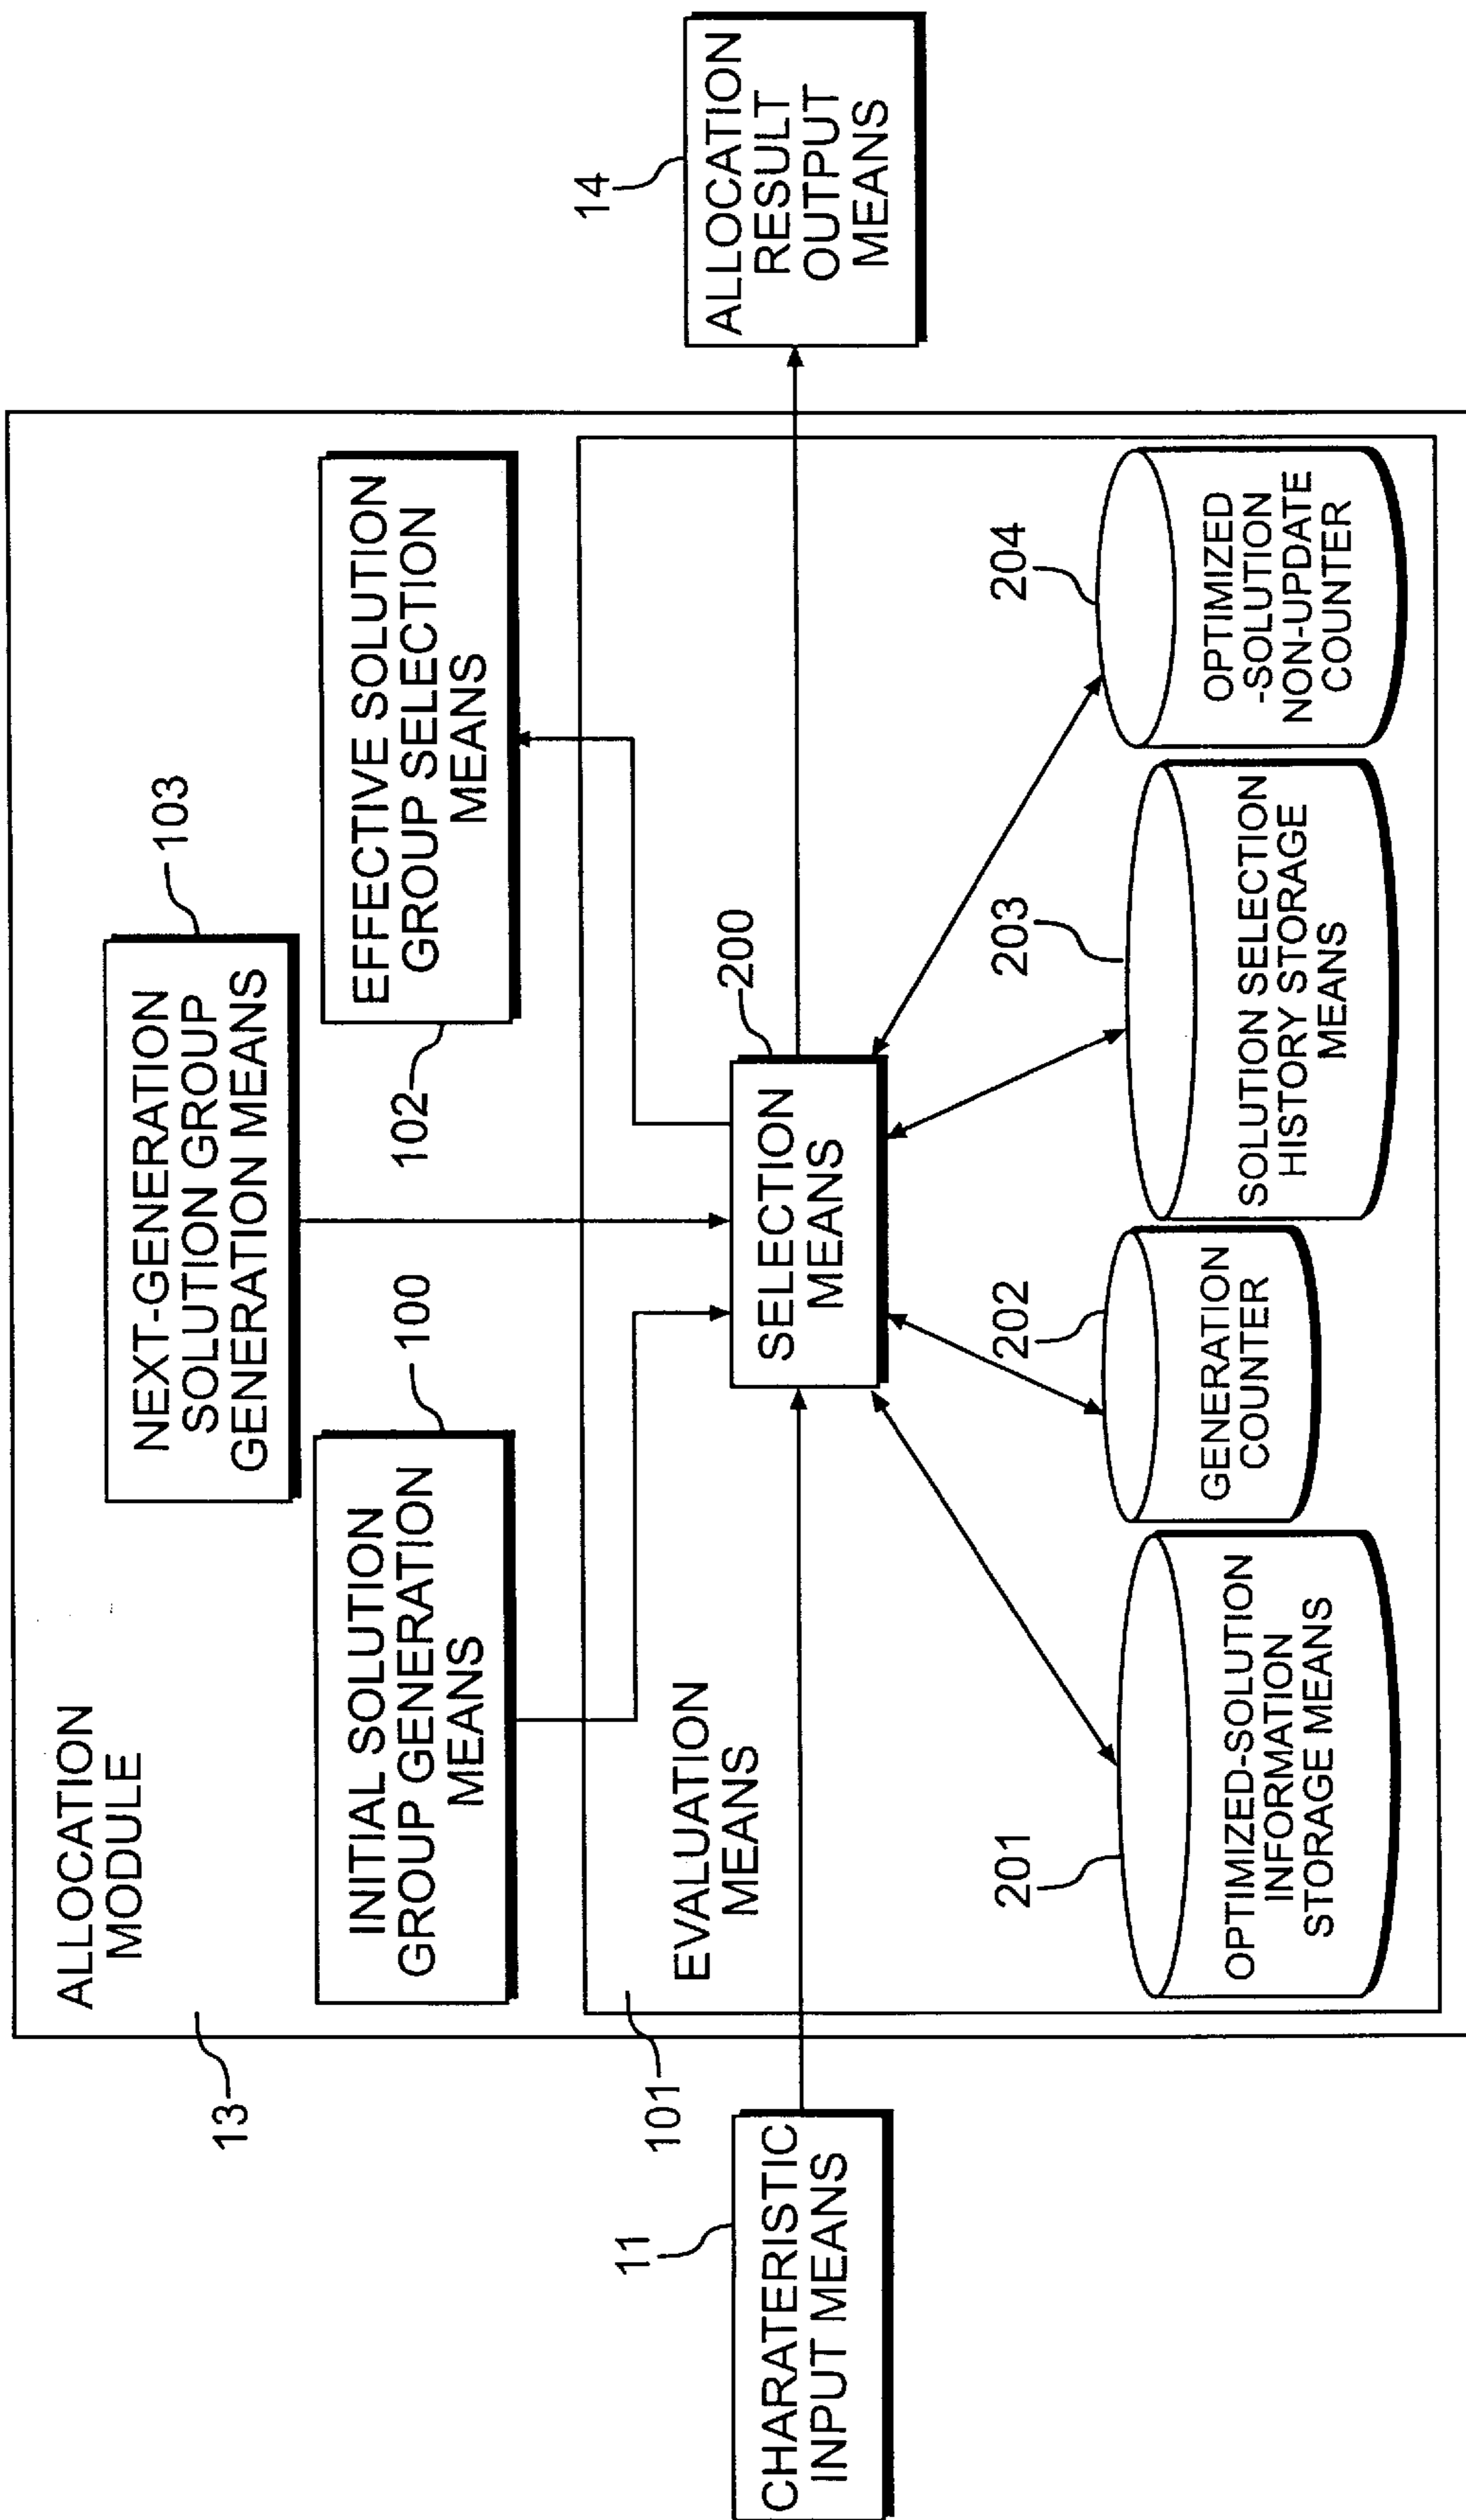 ALLOCATION
MODULE
13
NEXT-GENERATION
SOLUTION GROUP
GENERATION MEANS
103
INITIAL SOLUTION
GROUP GENERATION
MEANS
100
EFFECTIVE SOLUTION
GROUP SELECTION
MEANS
102
EVALUATION
MEANS
101
CHARATERISTIC
INPUT MEANS
11
SELECTION
MEANS
200
ALLOCATION
RESULT
OUTPUT
MEANS
14
201
OPTIMIZED-SOLUTION
INFORMATION
STORAGE MEANS
202
GENERATION
COUNTER
203
SOLUTION SELECTION
HISTORY STORAGE
MEANS
204
OPTIMIZED
-SOLUTION
NON-UPDATE
COUNTER